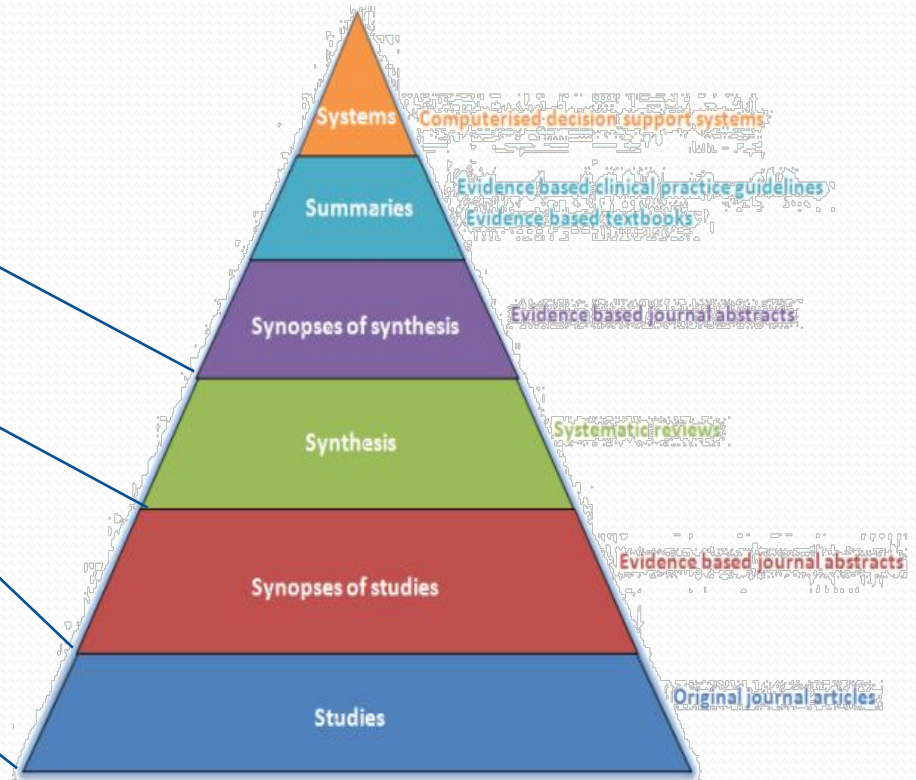 Systems
Computerised decision support systems
Summaries
Evidence based clinical practice guidelines
Evidence based textbooks
Synopses of synthesis
Evidence based journal abstracts
Synthesis
Systematic reviews
Synopses of studies
Evidence based journal abstracts
Studies
Original journal articles